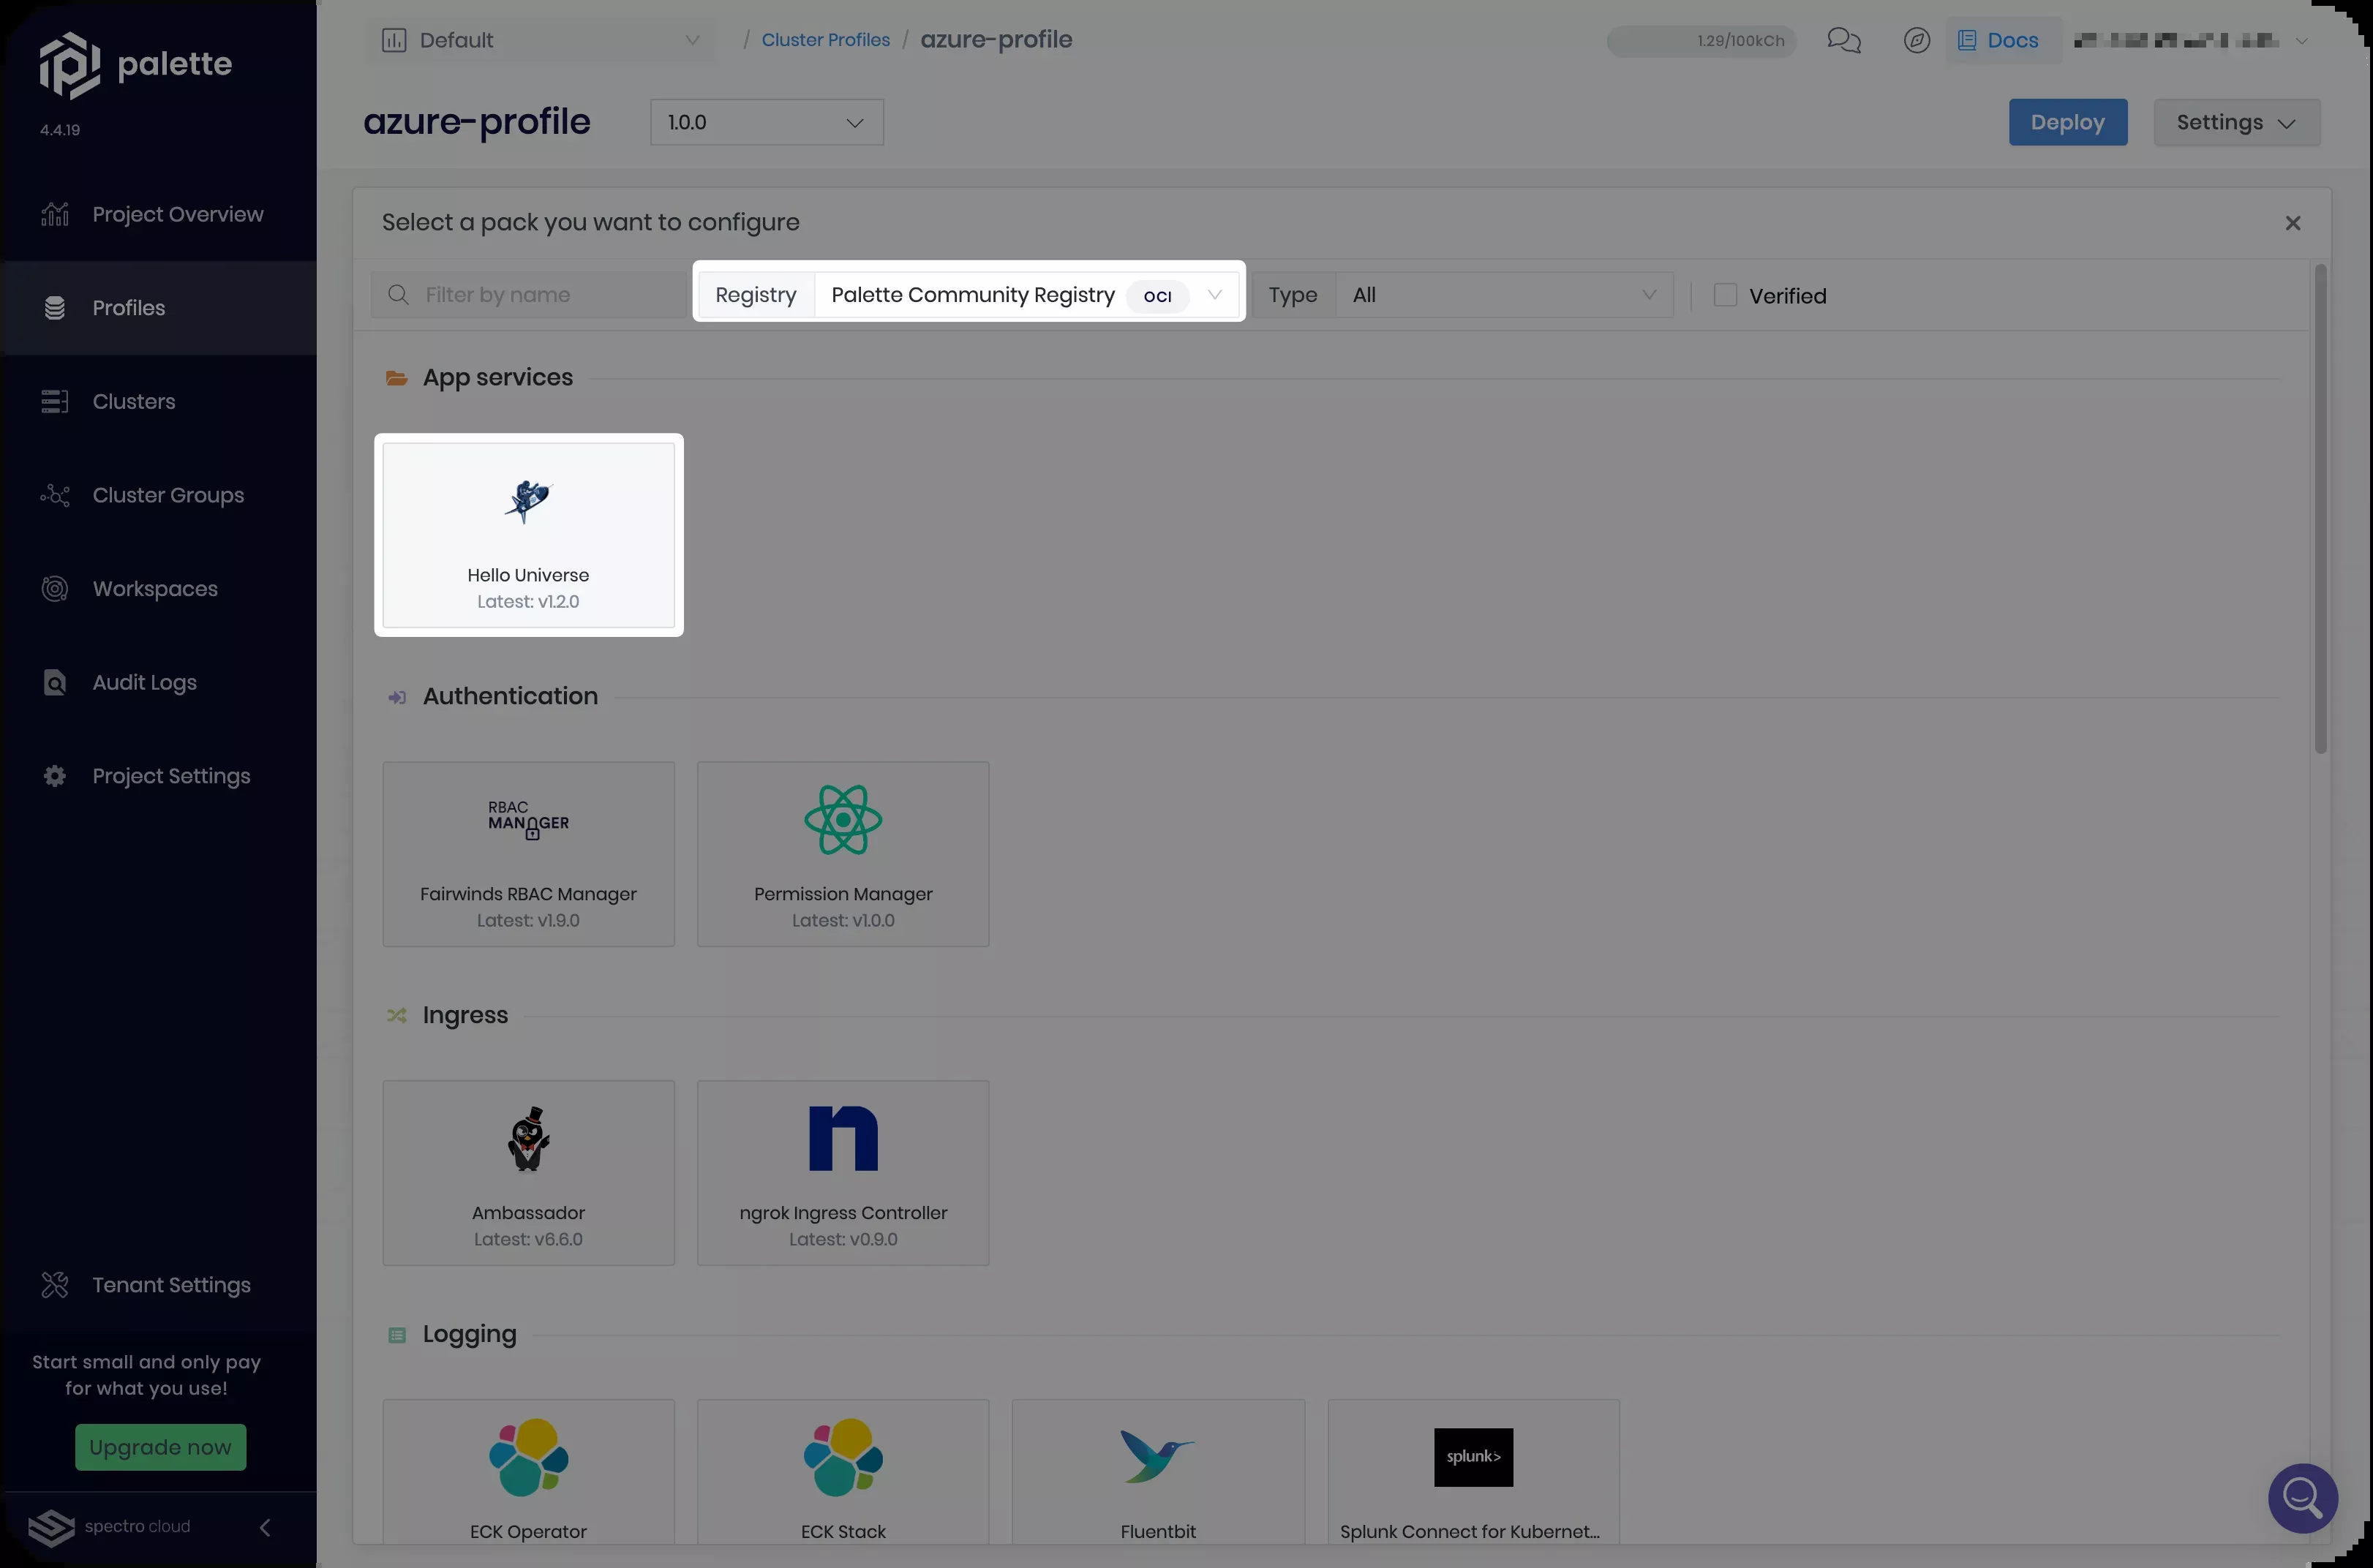 palette
4.4.19
Project Overview
Profiles
Clusters
Cluster Groups
Workspaces
Audit Logs
Project Settings
Tenant Settings
Start small and only pay
for what you use!
Upgrade now
spectro cloud
Default
/ Cluster Profiles / azure-profile
1.29/100kCh
Docs
azure-profile
1.0.0
Deploy
Settings
Select a pack you want to configure
Filter by name
Registry
Palette Community Registry
OCI
Type
All
Verified
App services
Hello Universe
Latest: v1.2.0
Authentication
RBAC
MANAGER
Fairwinds RBAC Manager
Latest: v1.9.0
Permission Manager
Latest: v1.0.0
Ingress
Ambassador
Latest: v6.6.0
n
ngrok Ingress Controller
Latest: v0.9.0
Logging
ECK Operator
ECK Stack
Fluentbit
splunk>
Splunk Connect for Kubernet...